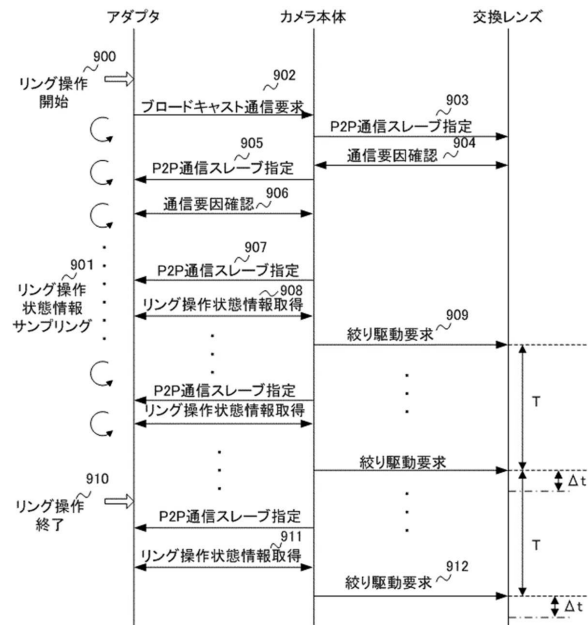 アダプタ
カメラ本体
交換レンズ
900
リング操作
開始
902
ブロードキャスト通信要求
903
P2P通信スレーブ指定
904
通信要因確認
905
P2P通信スレーブ指定
906
通信要因確認
907
P2P通信スレーブ指定
901
リング操作
状態情報
サンプリング
908
リング操作状態情報取得
909
絞り駆動要求
P2P通信スレーブ指定
リング操作状態情報取得
T
絞り駆動要求
Δt
910
リング操作
終了
P2P通信スレーブ指定
911
リング操作状態情報取得
T
912
絞り駆動要求
Δt